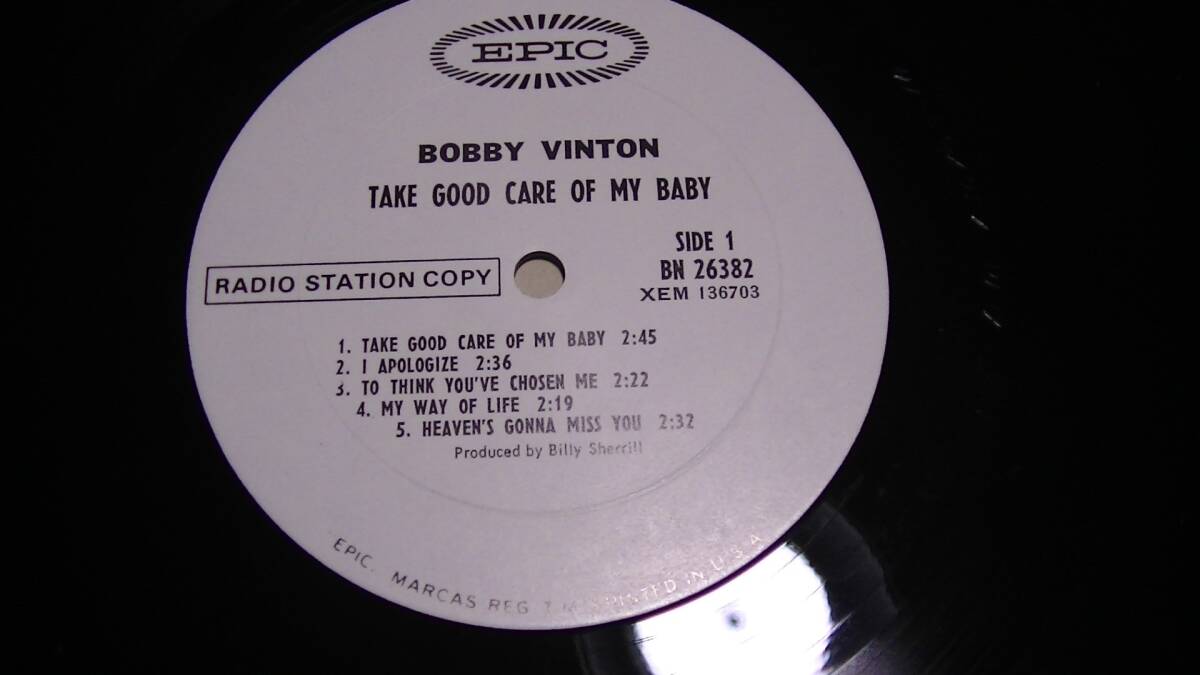 EPIC
BOBBY VINTON
TAKE GOOD CARE OF MY BABY
SIDE 1
BN 26382
XEM 136703
RADIO STATION COPY
1. TAKE GOOD CARE OF MY BABY 2:45
2. I APOLOGIZE 2:36
3. TO THINK YOU'VE CHOSEN ME 2:22
4. MY WAY OF LIFE 2:19
5. HEAVEN'S GONNA MISS YOU 2:32
Produced by Billy Sherrill
EPIC, MARCAS REG. PRINTED IN U.S.A.